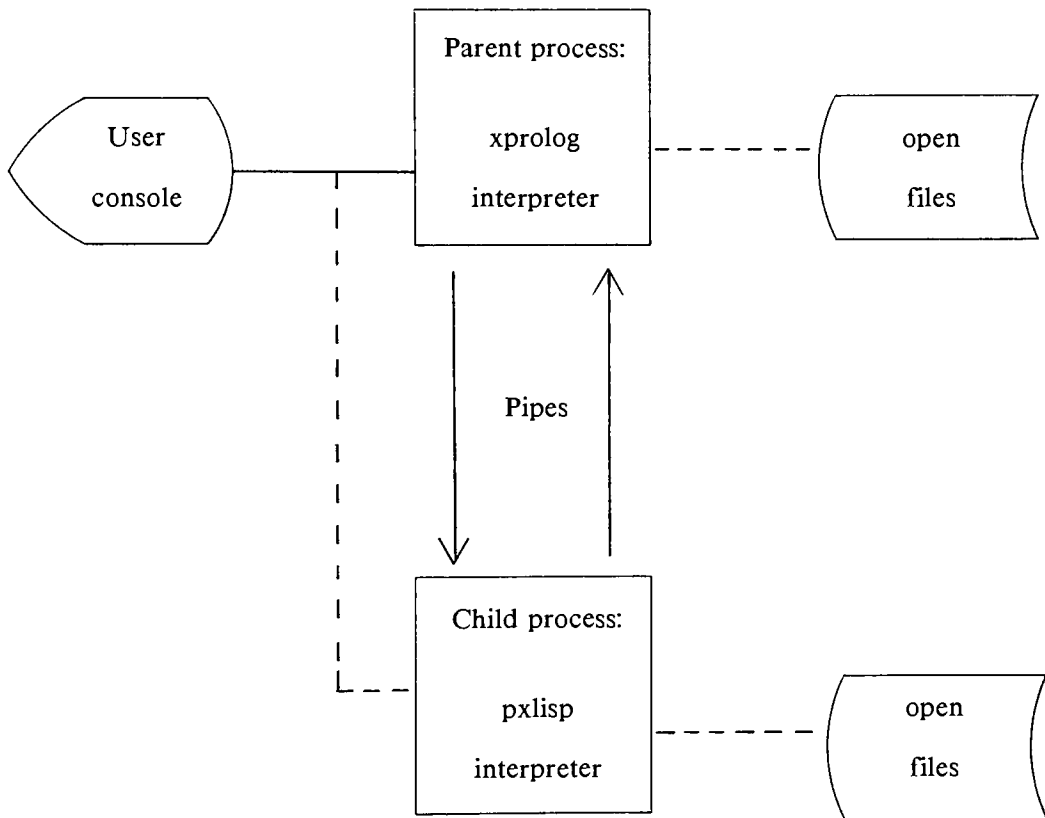 Parent process:
xprolog
interpreter
User
console
open
files
Pipes
Child process:
pxlisp
interpreter
open
files